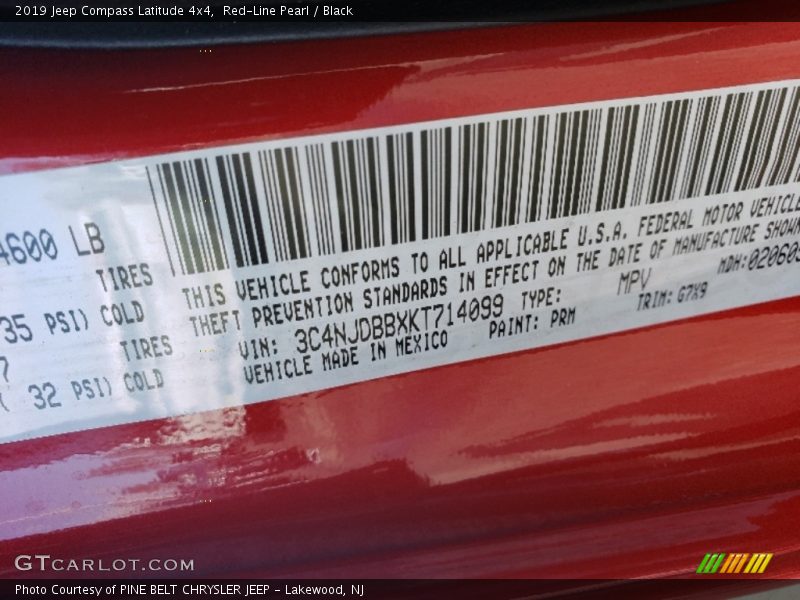 2019 Jeep Compass Latitude 4x4, Red-Line Pearl / Black
4600 LB
TIRES
35 PSI) COLD
TIRES
( 32 PSI) COLD
THIS VEHICLE CONFORMS TO ALL APPLICABLE U.S.A. FEDERAL MOTOR VEHICLE
THEFT PREVENTION STANDARDS IN EFFECT ON THE DATE OF MANUFACTURE SHOWN
VIN: 3C4NJDBBXKT714099 TYPE: MPV MDH:020605
VEHICLE MADE IN MEXICO PAINT: PRM TRIM: G7X9
GTCARLOT.COM
Photo Courtesy of PINE BELT CHRYSLER JEEP - Lakewood, NJ